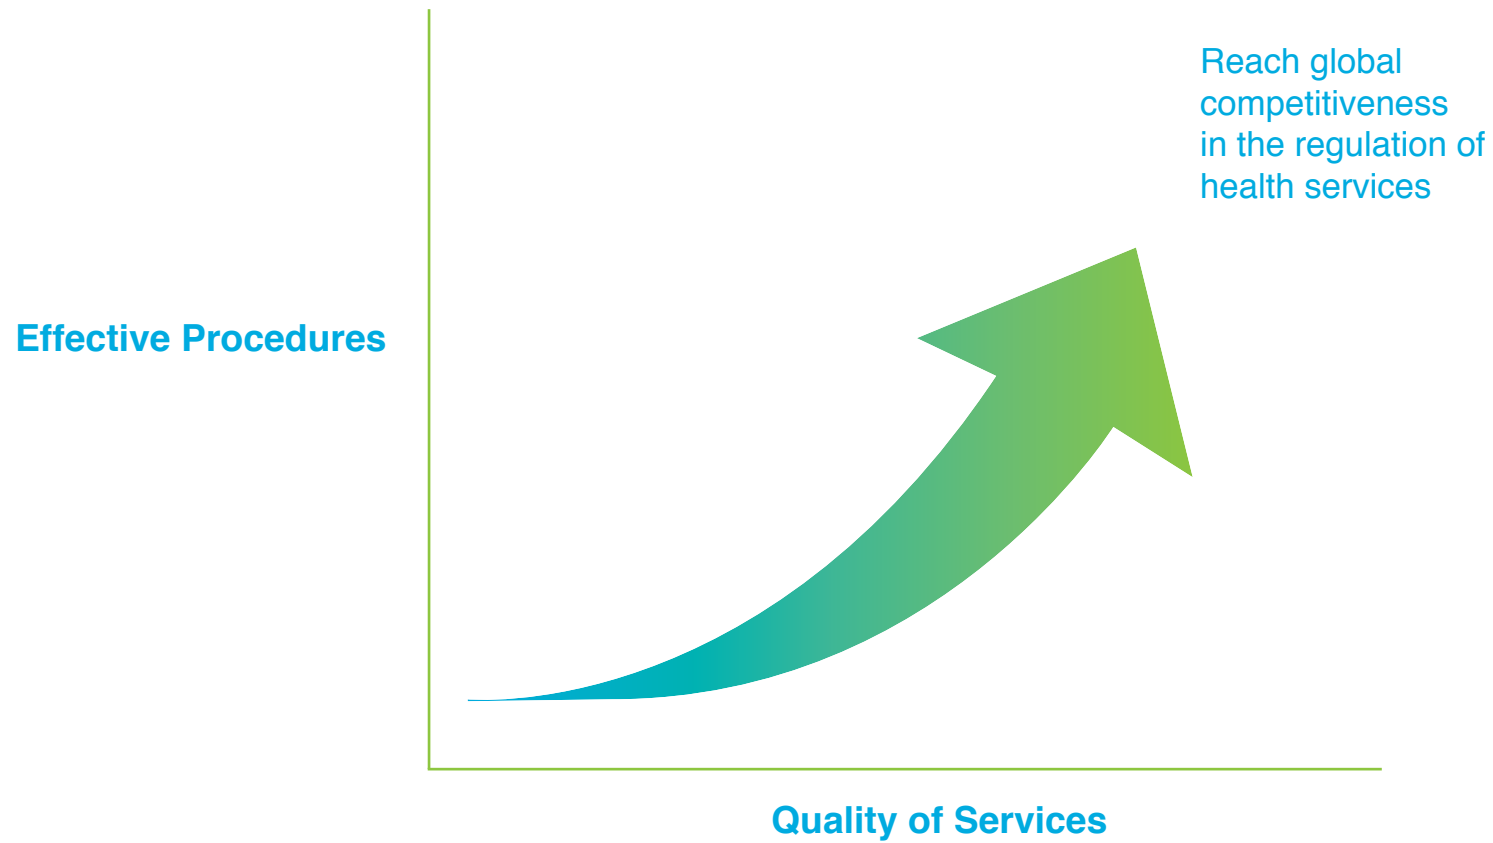 Reach global
competitiveness
in the regulation of
health services
Effective Procedures
Quality of Services